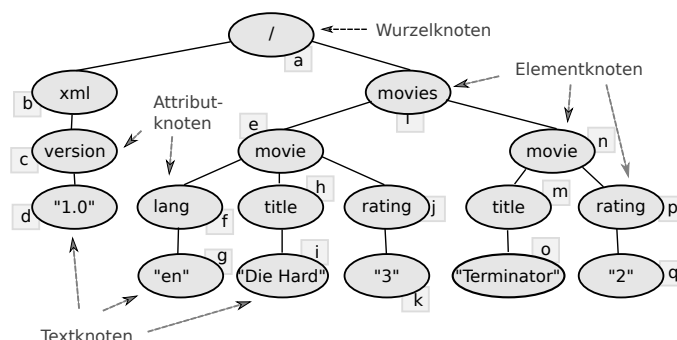 /
Wurzelknoten
a
Elementknoten
b
xml
movies
Attribut-
knoten
e
n
c
version
movie
movie
h
m
d
"1.0"
lang
f
title
rating
j
title
rating
p
g
i
o
"en"
"Die Hard"
"3"
k
"Terminator"
"2"
q
Textknoten